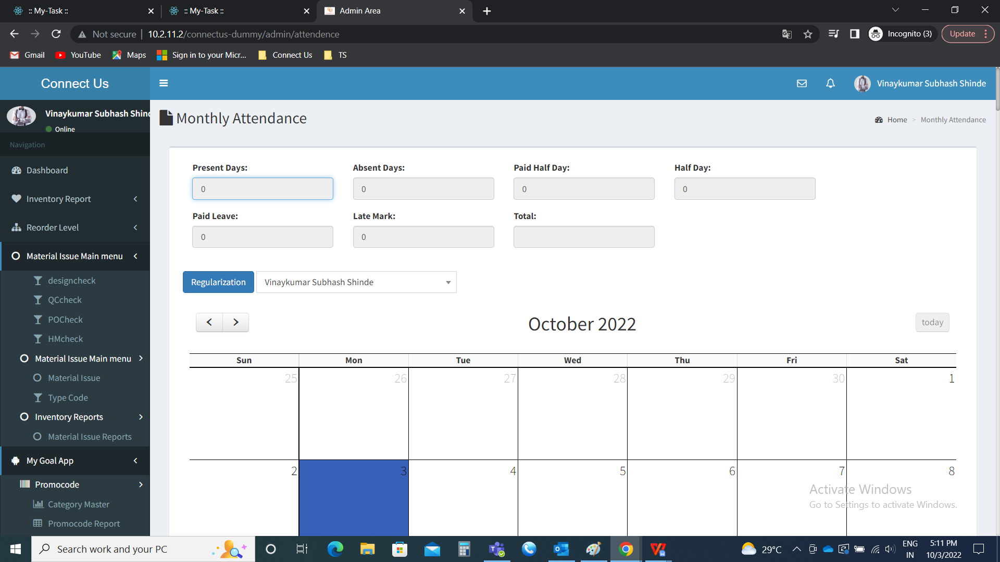 :: My-Task ::
:: My-Task ::
Admin Area
Not secure
10.2.11.2/connectus-dummy/admin/attendence
Incognito (3)
Update
Gmail
YouTube
Maps
Sign in to your Micr...
Connect Us
TS
Connect Us
Vinaykumar Subhash Shinde
Vinaykumar Subhash Shind
Online
Navigation
Dashboard
Inventory Report
Reorder Level
Material Issue Main menu
designcheck
QCcheck
POCheck
HMcheck
Material Issue Main menu
Material Issue
Type Code
Inventory Reports
Material Issue Reports
My Goal App
Promocode
Category Master
Promocode Report
Monthly Attendance
Home > Monthly Attendance
Present Days: Absent Days: Paid Half Day: Half Day:
0 0 0 0
Paid Leave: Late Mark: Total:
0 0
Regularization
Vinaykumar Subhash Shinde
October 2022
today
Sun Mon Tue Wed Thu Fri Sat
25 26 27 28 29 30 1
2 3 4 5 6 7 8
Activate Windows
Go to Settings to activate Windows.
Search work and your PC
29°C
ENG
IN
5:11 PM
10/3/2022